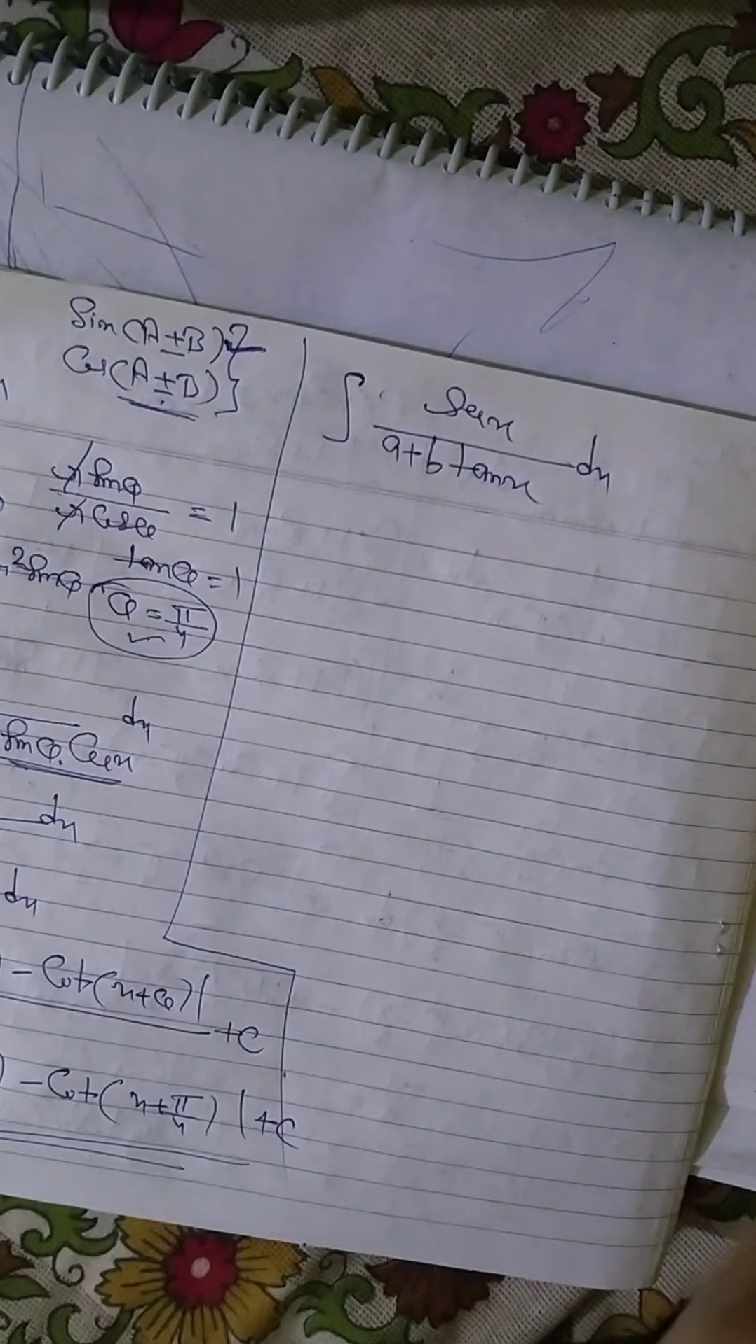 Sin(A±B)
Cos(A±B)}
r sinφ / r cosφ = 1
tanφ = 1
2sinφ
φ = π/4
dx
sinφ. Cosx
dx
dx
) - Cot(x+φ)| + c
) - Cot(x+π/4)| + c
∫ Secx / a+b tanx dx